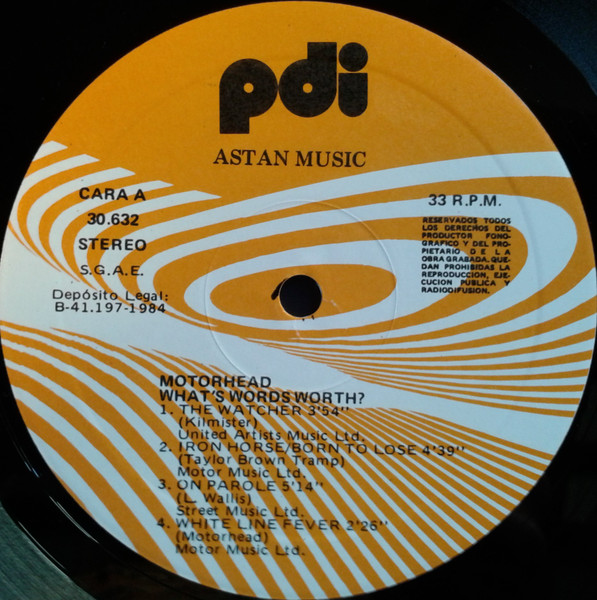 pdi
ASTAN MUSIC
CARA A
30.632
STEREO
S.G.A.E.
Depósito Legal:
B-41.197-1984
33 R.P.M.
RESERVADOS TODOS
LOS DERECHOS DEL
PRODUCTOR FONO-
GRAFICO Y DEL PRO-
PIETARIO DE LA
OBRA GRABADA. QUE-
DAN PROHIBIDAS LA
REPRODUCCION, EJE-
CUCION PUBLICA Y
RADIODIFUSION.
MOTORHEAD
WHAT'S WORDS WORTH?
1. THE WATCHER 3'54"
(Kilmister)
United Artists Music Ltd.
2. IRON HORSE/BORN TO LOSE 4'39"
(Taylor Brown Tramp)
Motor Music Ltd.
3. ON PAROLE 5'14"
(L. Wallis)
Street Music Ltd.
4. WHITE LINE FEVER 2'26"
(Motorhead)
Motor Music Ltd.